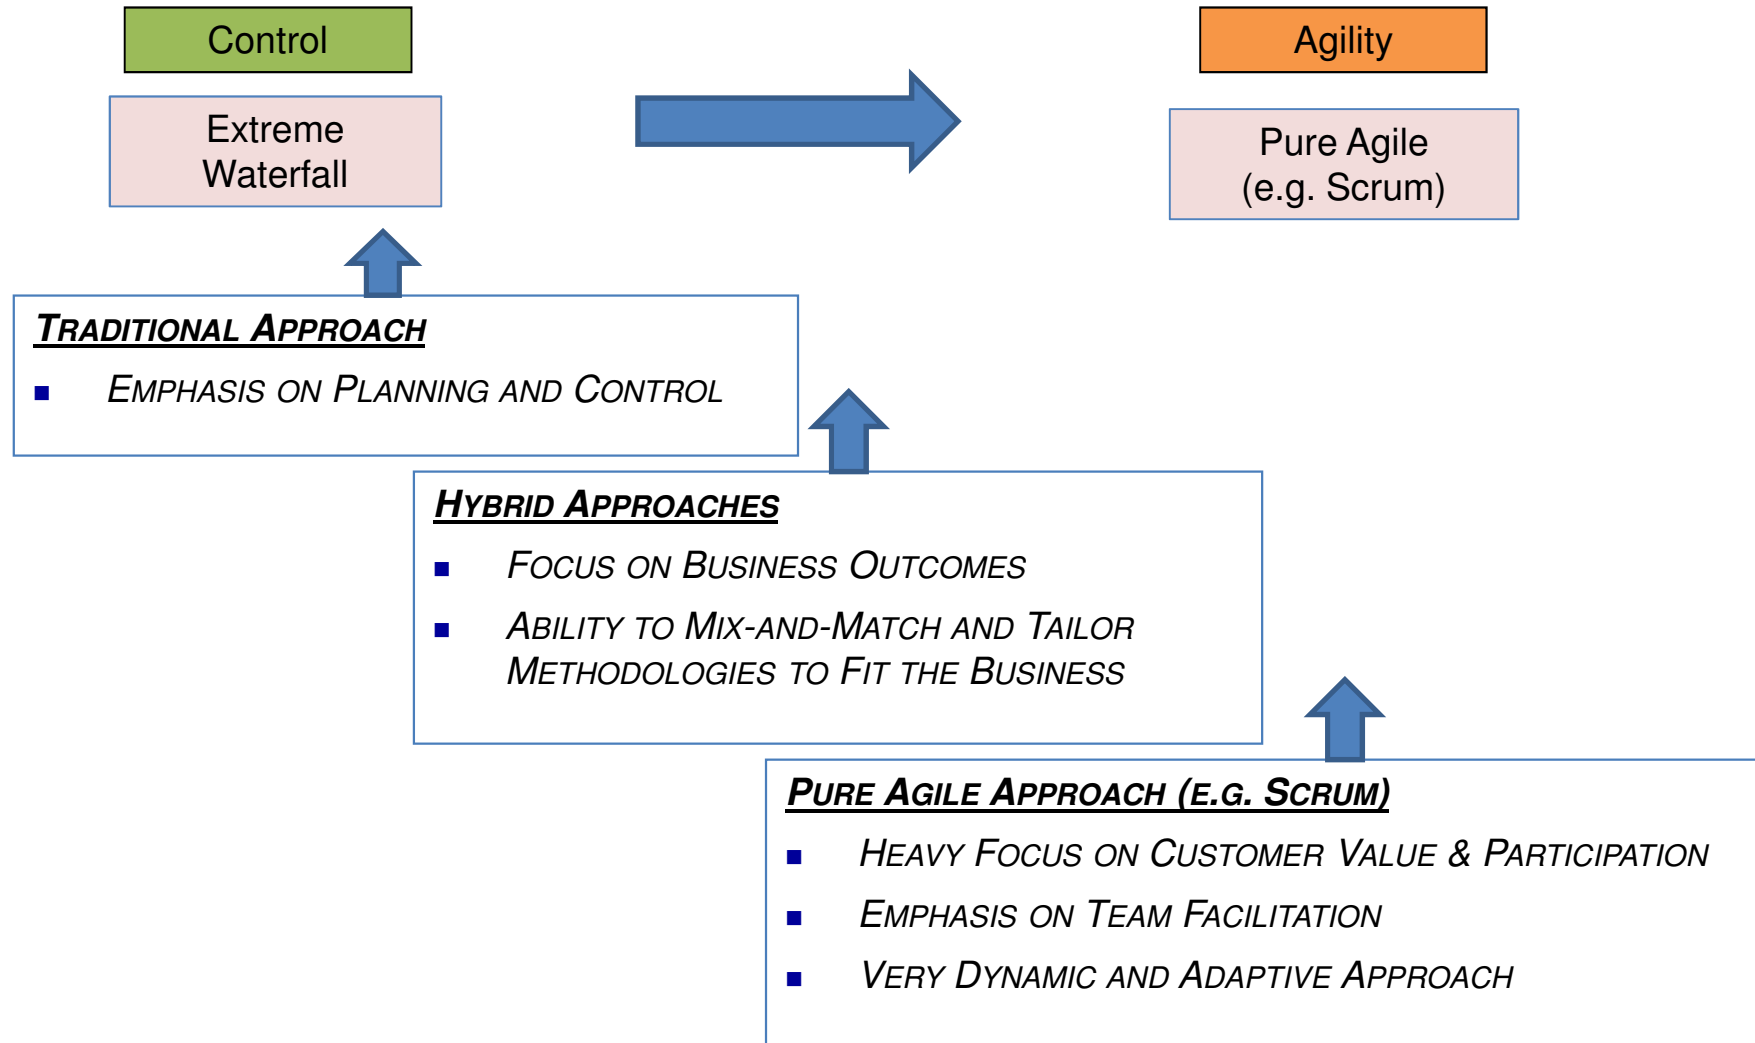 Control
Agility
Extreme
Waterfall
Pure Agile
(e.g. Scrum)
TRADITIONAL APPROACH
EMPHASIS ON PLANNING AND CONTROL
HYBRID APPROACHES
FOCUS ON BUSINESS OUTCOMES
ABILITY TO MIX-AND-MATCH AND TAILOR
METHODOLOGIES TO FIT THE BUSINESS
PURE AGILE APPROACH (E.G. SCRUM)
HEAVY FOCUS ON CUSTOMER VALUE & PARTICIPATION
EMPHASIS ON TEAM FACILITATION
VERY DYNAMIC AND ADAPTIVE APPROACH